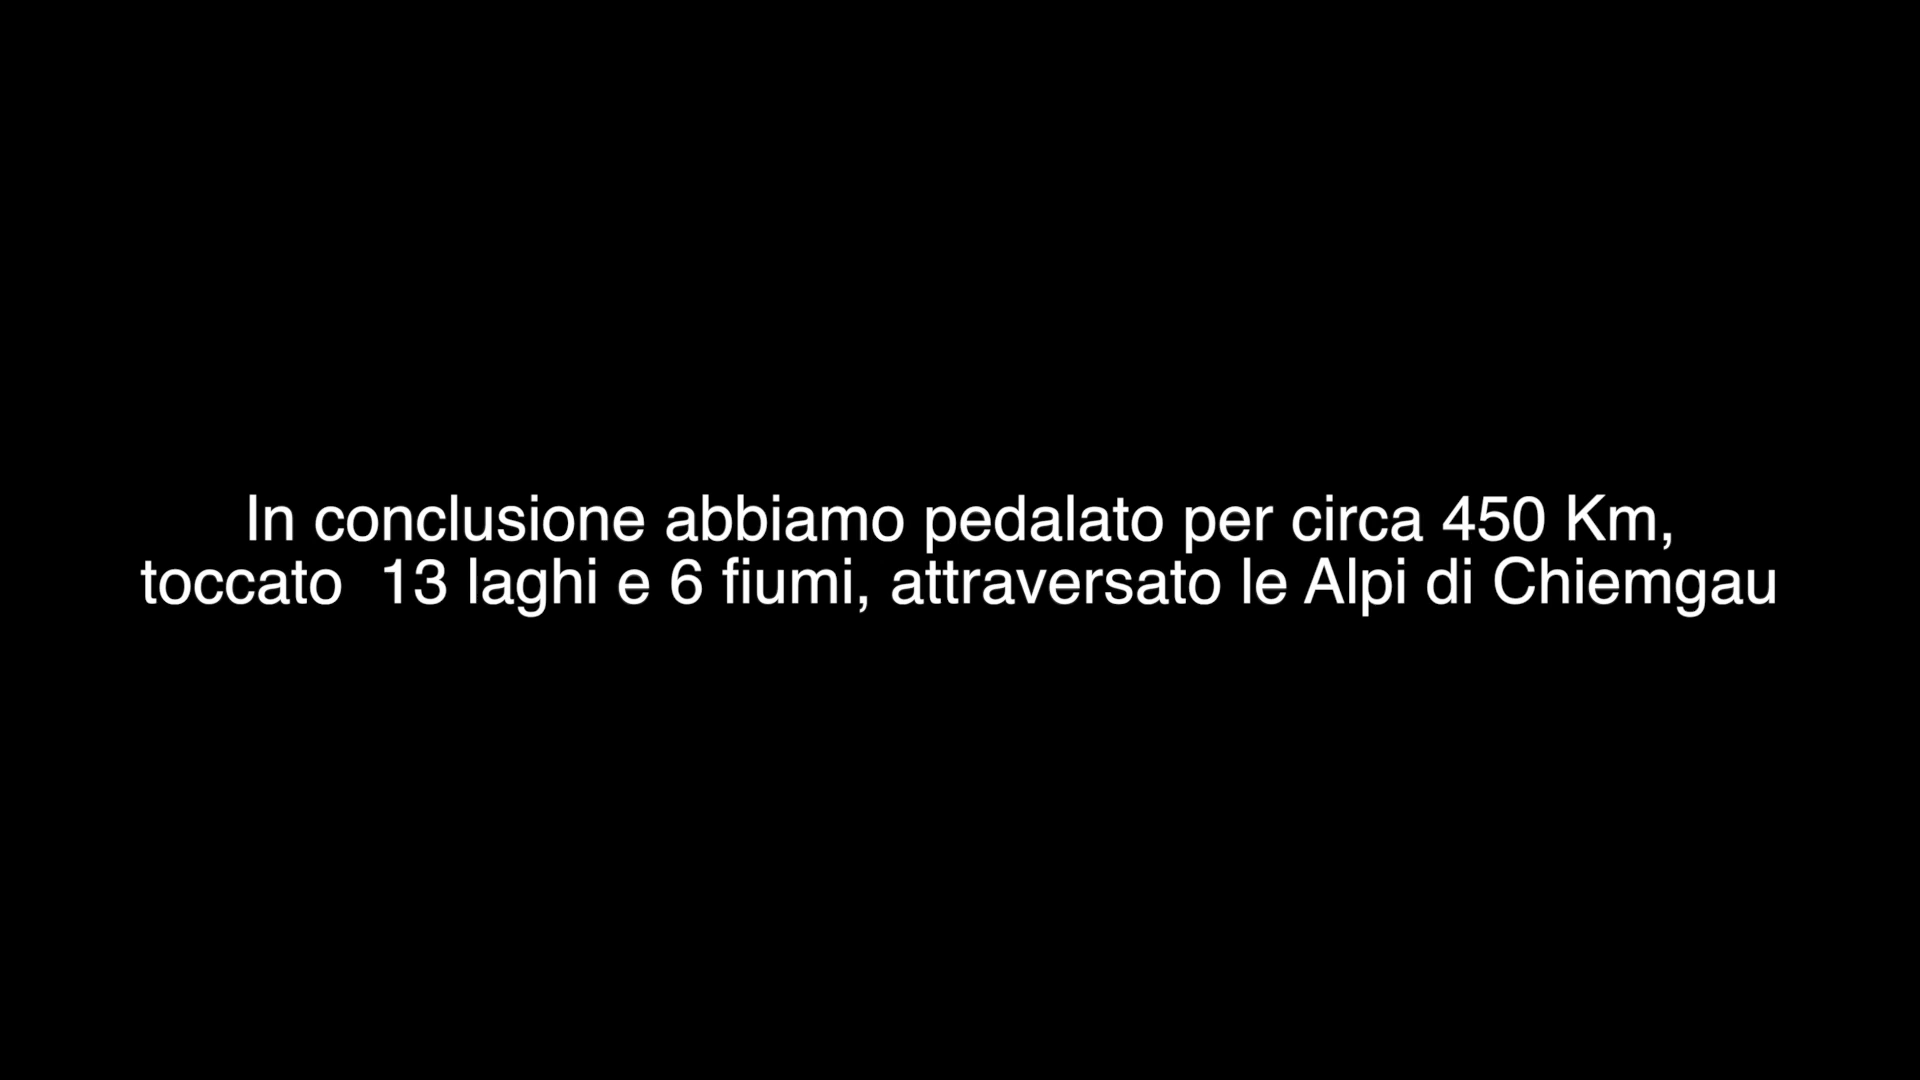 In conclusione abbiamo pedalato per circa 450 Km,
toccato  13 laghi e 6 fiumi, attraversato le Alpi di Chiemgau